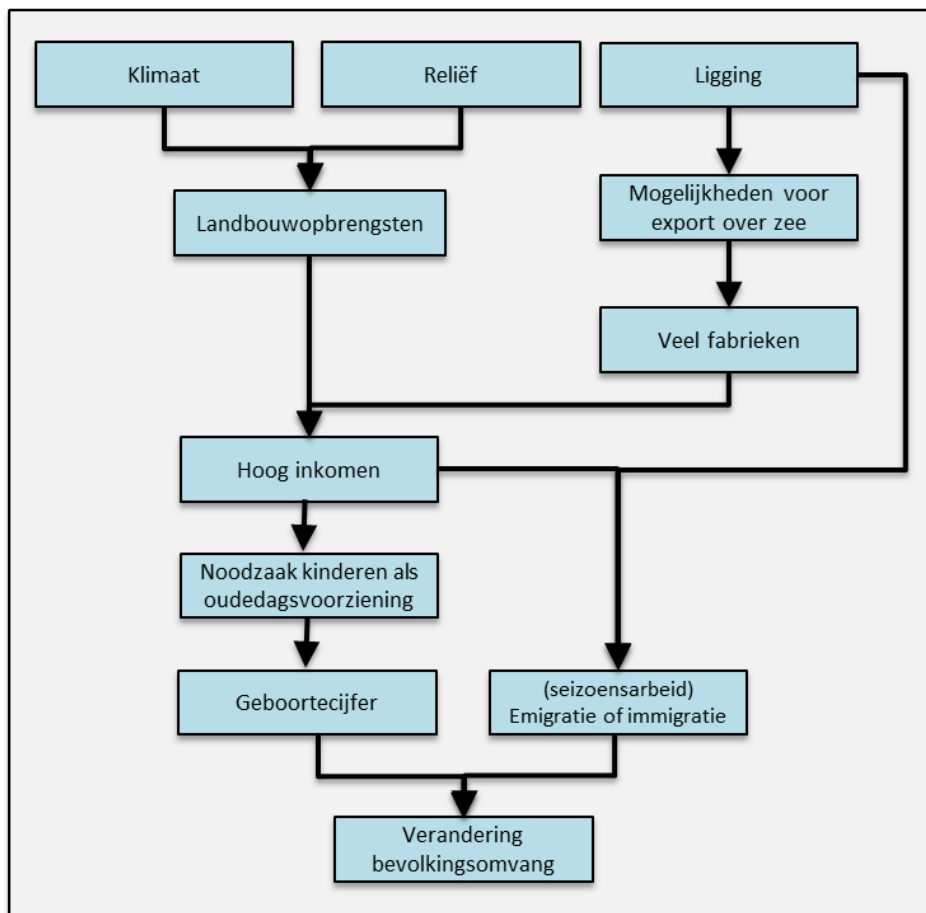 Klimaat
Reliëf
Ligging
Landbouwopbrengsten
Mogelijkheden voor
export over zee
Veel fabrieken
Hoog inkomen
Noodzaak kinderen als
oudedagsvoorziening
Geboortecijfer
(seizoensarbeid)
Emigratie of immigratie
Verandering
bevolkingsomvang